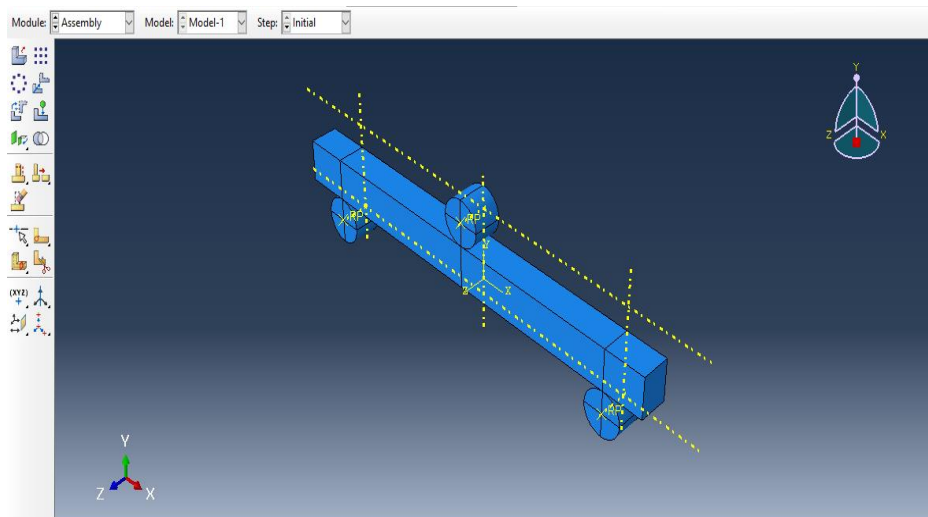 Module: Assembly Model: Model-1 Step: Initial
(XYZ)
Y
Z X
RP
RP
Y
Z X
RP
Y
Z X